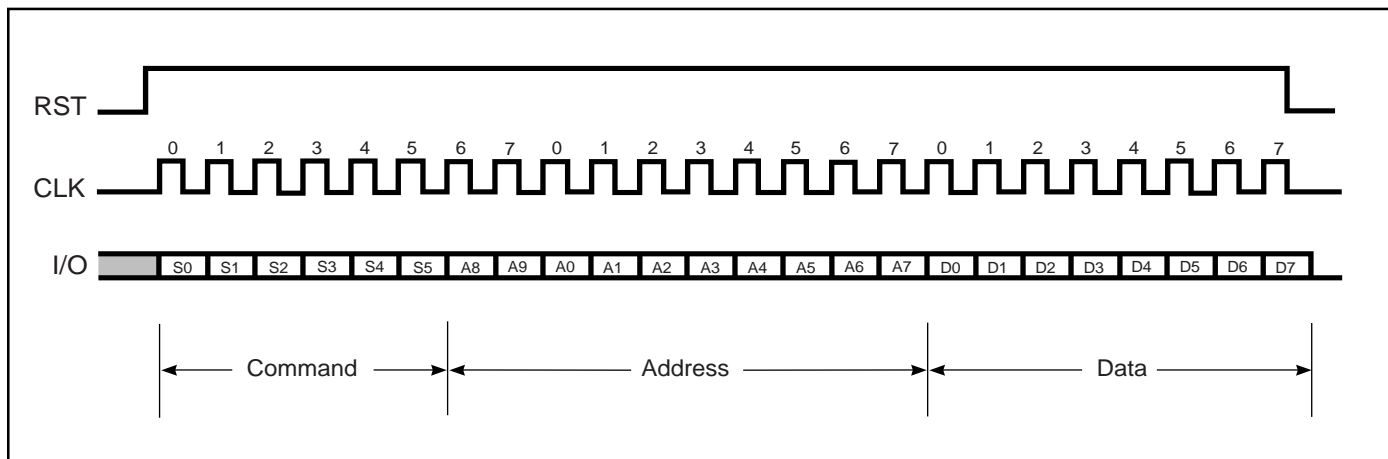 RST
0 1 2 3 4 5 6 7 0 1 2 3 4 5 6 7 0 1 2 3 4 5 6 7
CLK
I/O S0 S1 S2 S3 S4 S5 A8 A9 A0 A1 A2 A3 A4 A5 A6 A7 D0 D1 D2 D3 D4 D5 D6 D7
Command Address Data